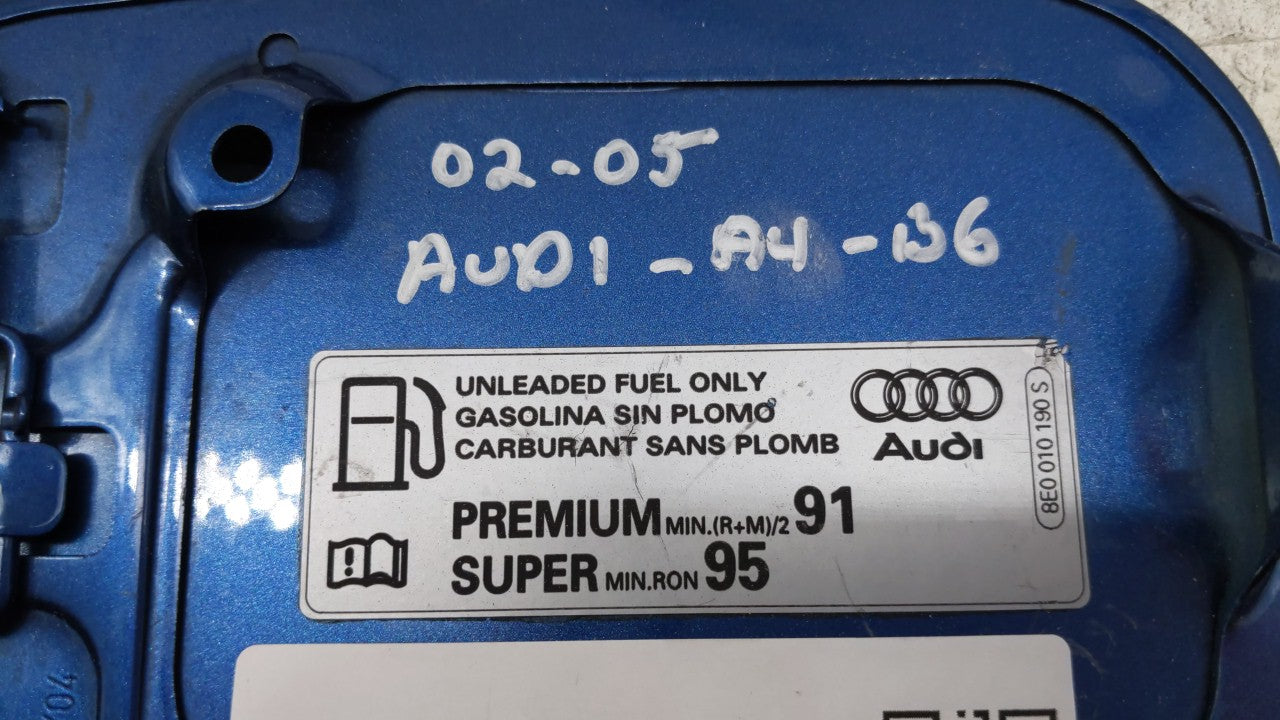 02-05
AUDI - A4 - B6
UNLEADED FUEL ONLY
GASOLINA SIN PLOMO
CARBURANT SANS PLOMB
Audi
8E0 010 190 S
PREMIUM MIN.(R+M)/2 91
SUPER MIN.RON 95